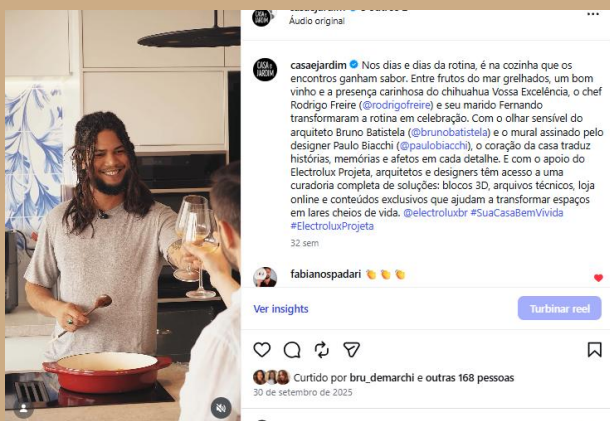 Áudio original
casaejardim Nos dias e dias da rotina, é na cozinha que os
encontros ganham sabor. Entre frutos do mar grelhados, um bom
vinho e a presença carinhosa do chihuahua Vossa Excelência, o chef
Rodrigo Freire (@rodrigofreire) e seu marido Fernando
transformaram a rotina em celebração. Com o olhar sensível do
arquiteto Bruno Batistela (@brunobatistela) e o mural assinado pelo
designer Paulo Biacchi (@paulobiacchi), o coração da casa traduz
histórias, memórias e afetos em cada detalhe. E com o apoio do
Electrolux Projeta, arquitetos e designers têm acesso a uma
curadoria completa de soluções: blocos 3D, arquivos técnicos, loja
online e conteúdos exclusivos que ajudam a transformar espaços
em lares cheios de vida. @electroluxbr #SuaCasaBemVivida
#ElectroluxProjeta
CASA e
JARDIM
32 sem
fabianospadari
Ver insights
Turbinar reel
Curtido por bru_demarchi e outras 168 pessoas
30 de setembro de 2025